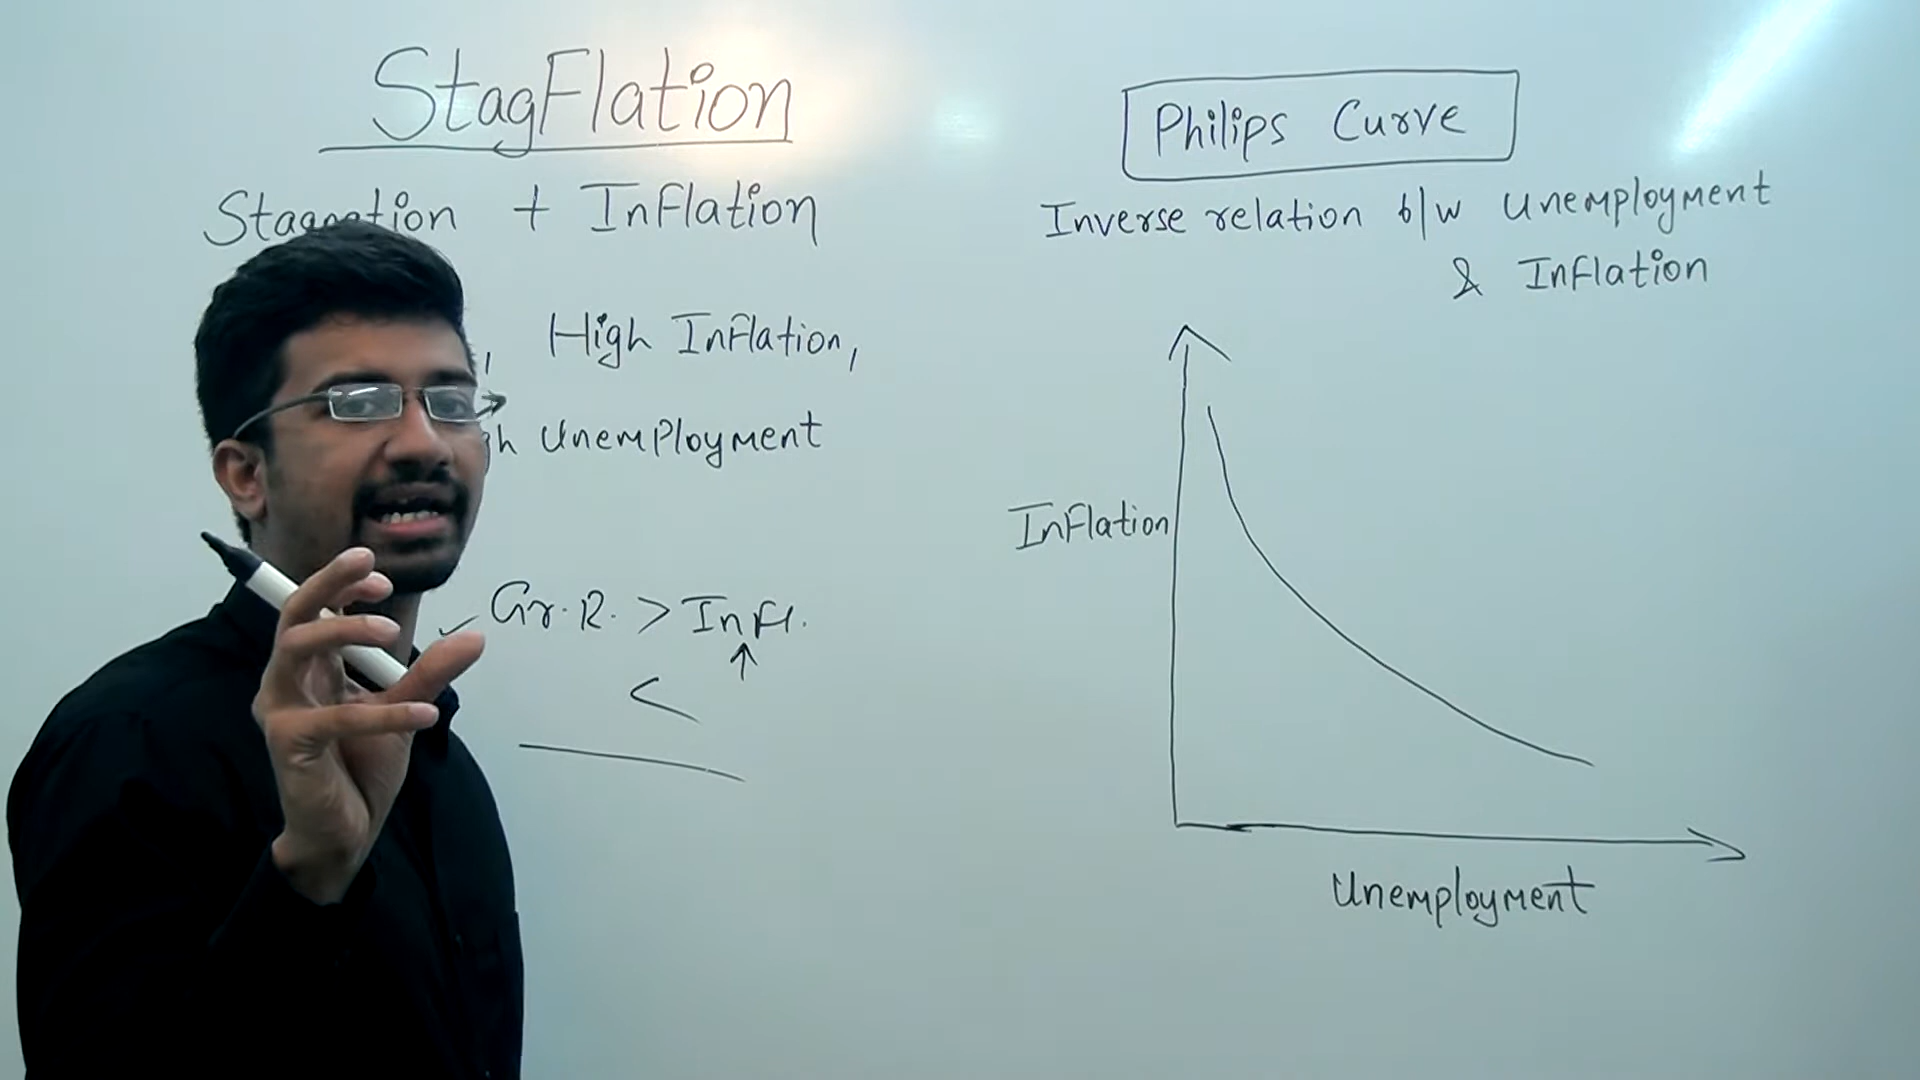 StagFlation
Stagnation + Inflation
, High Inflation,
Unemployment
Gr. R. > Infl.
<
Philips Curve
Inverse relation b/w Unemployment
& Inflation
Inflation
Unemployment